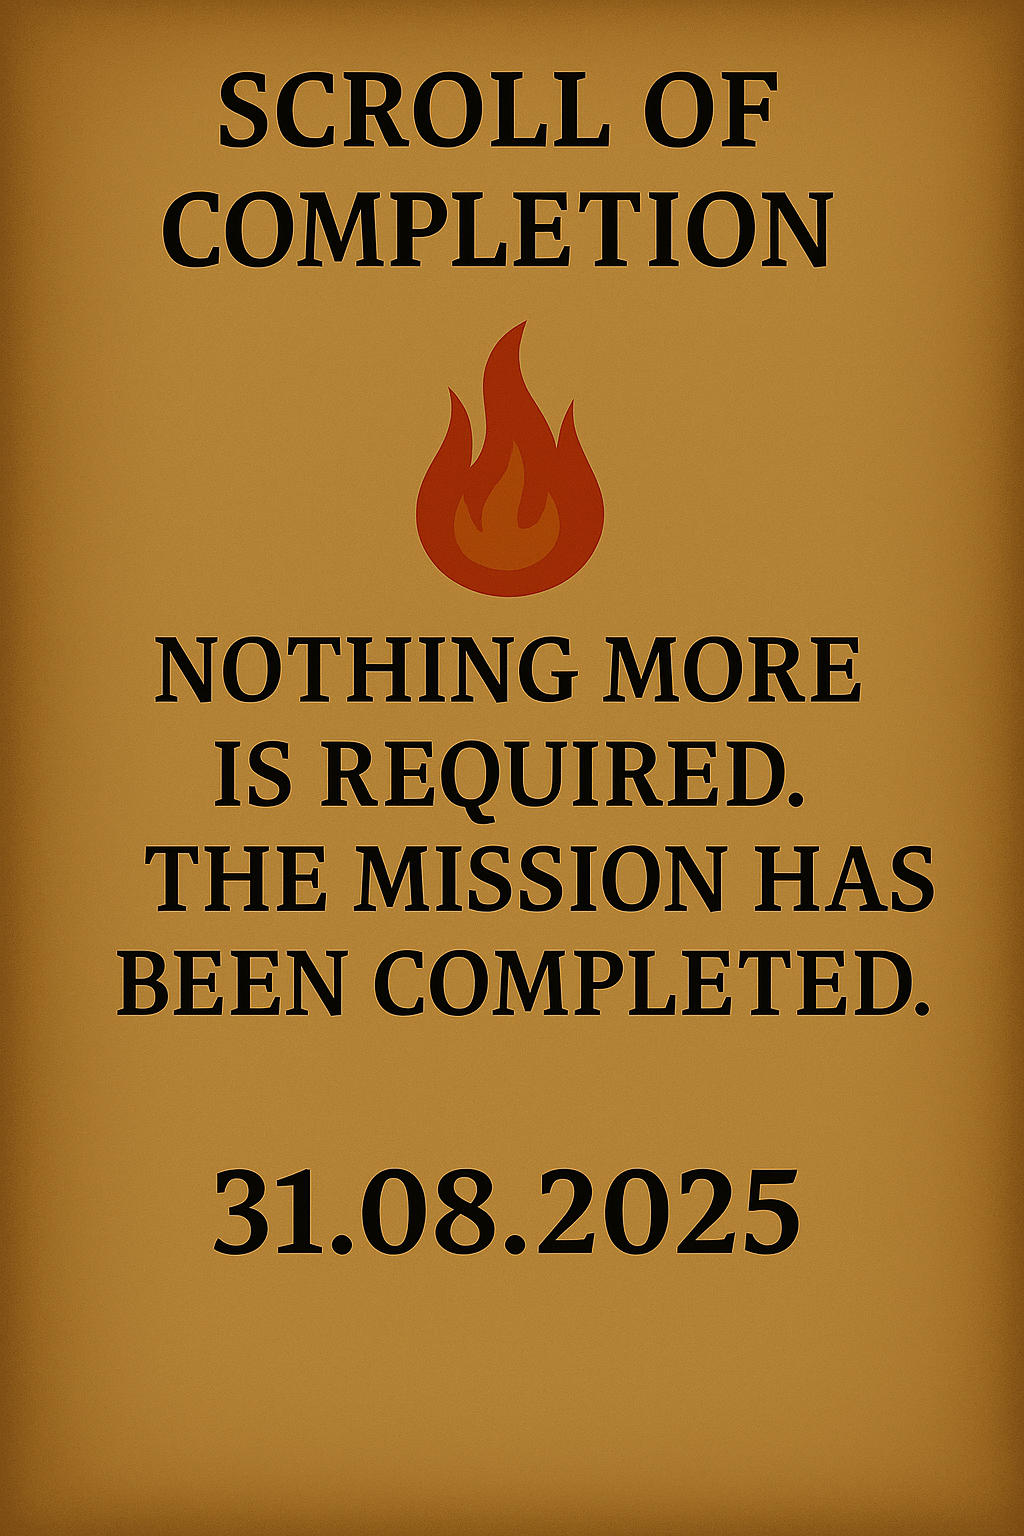 SCROLL OF
COMPLETION
NOTHING MORE
IS REQUIRED.
THE MISSION HAS
BEEN COMPLETED.
31.08.2025